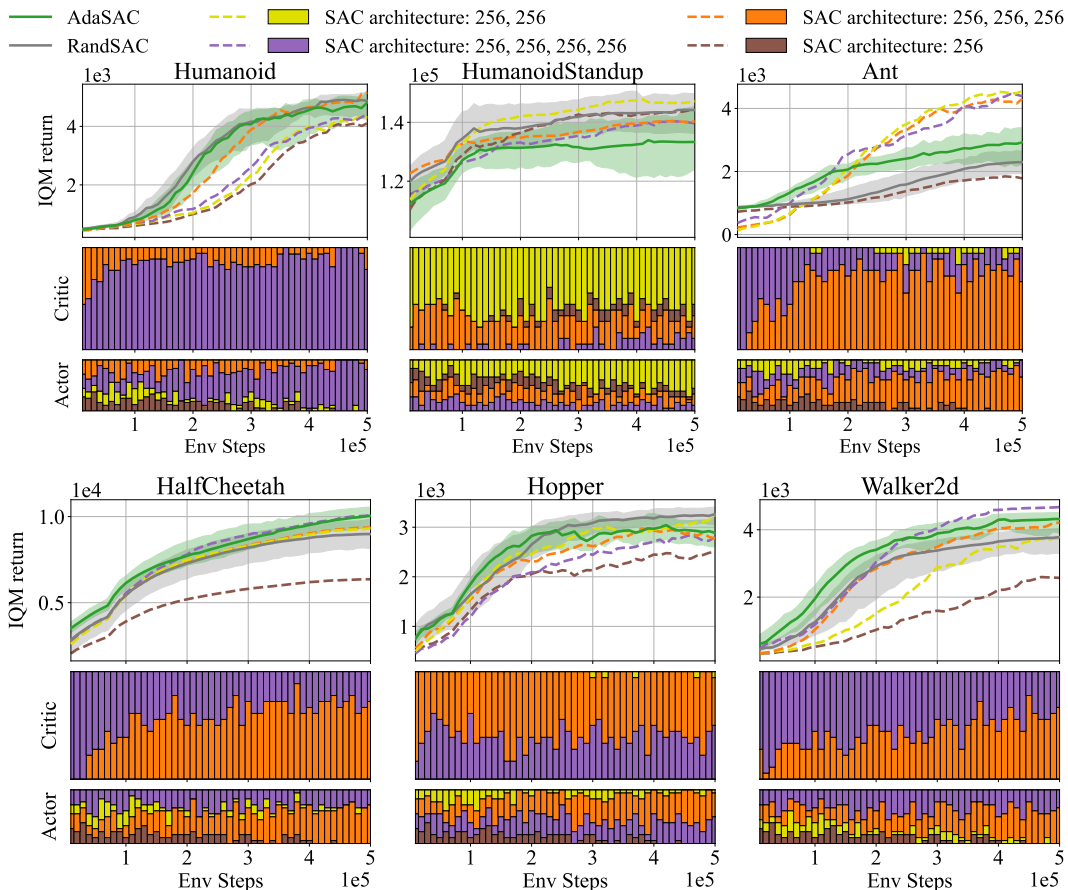 AdaSAC
SAC architecture: 256, 256
SAC architecture: 256, 256, 256
RandSAC
SAC architecture: 256, 256, 256, 256
SAC architecture: 256
Humanoid
HumanoidStandup
Ant
1e3
1e5
1e3
IQM return
4
2
1.4
1.2
4
2
0
Critic
Actor
1 2 3 4 5
1 2 3 4 5
1 2 3 4 5
Env Steps
1e5
Env Steps
1e5
Env Steps
1e5
HalfCheetah
Hopper
Walker2d
1e4
1e3
1e3
IQM return
1.0
0.5
3
2
1
4
2
Critic
Actor
1 2 3 4 5
1 2 3 4 5
1 2 3 4 5
Env Steps
1e5
Env Steps
1e5
Env Steps
1e5